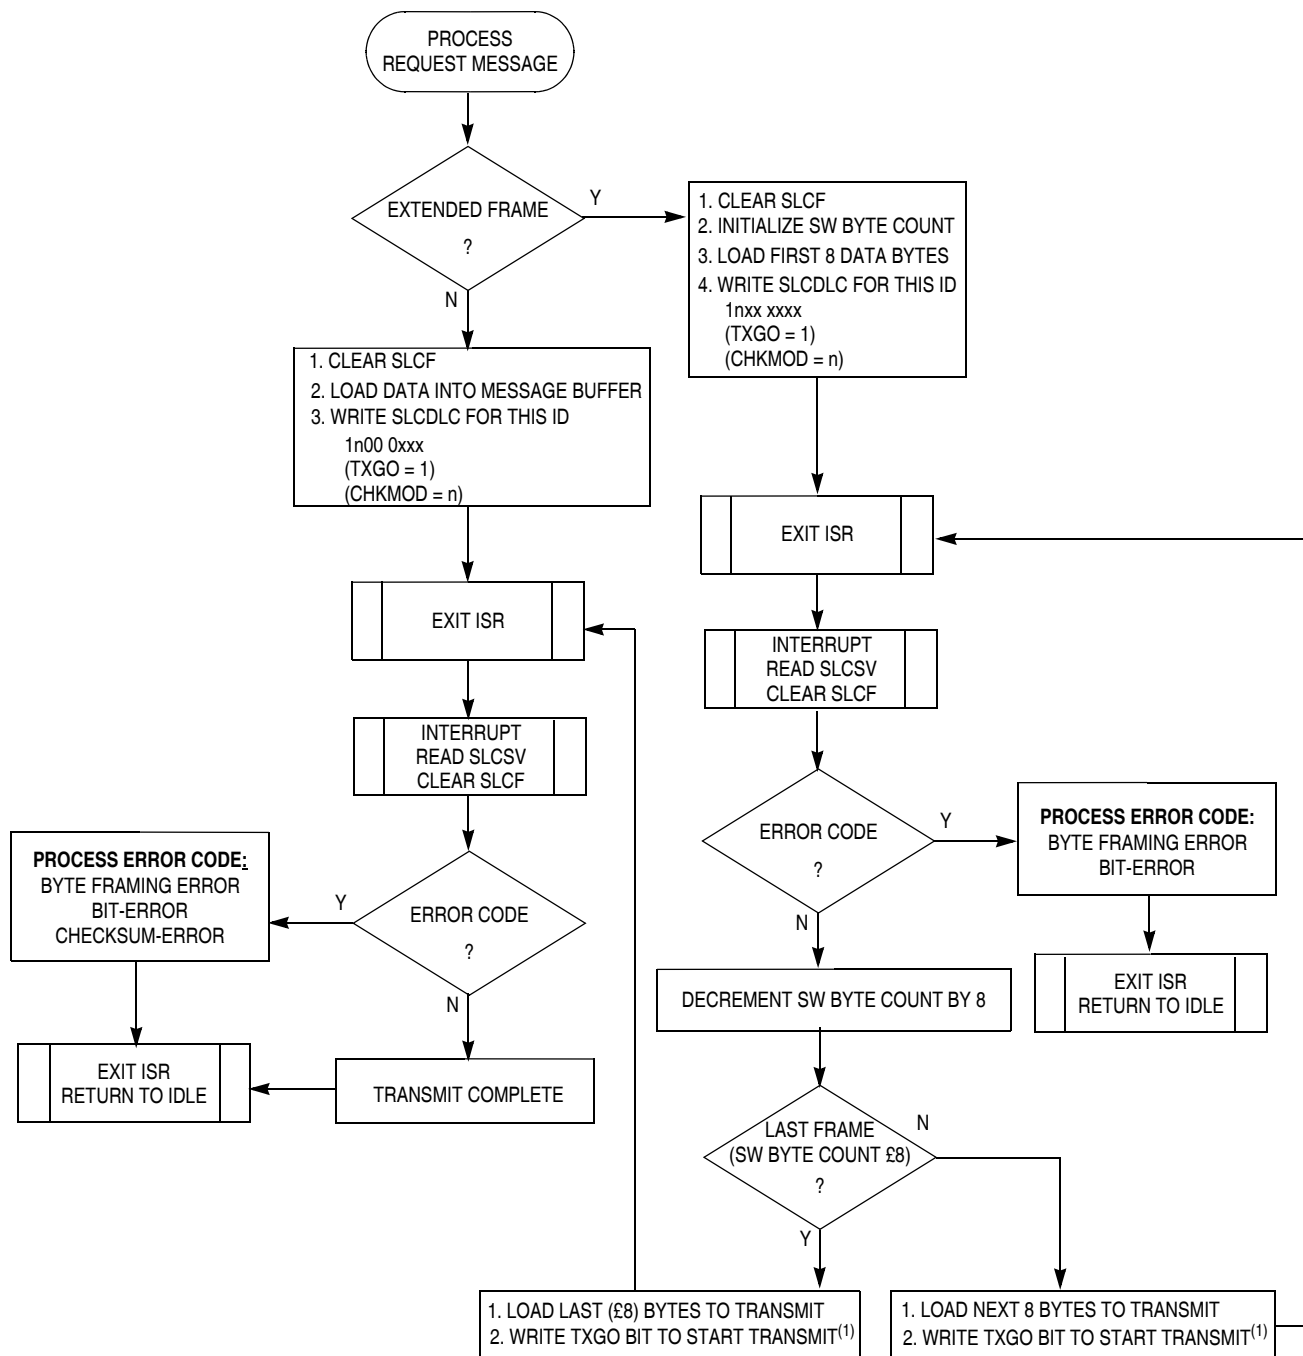 PROCESS
REQUEST MESSAGE
EXTENDED FRAME
?
Y
N
1. CLEAR SLCF
2. INITIALIZE SW BYTE COUNT
3. LOAD FIRST 8 DATA BYTES
4. WRITE SLCDLC FOR THIS ID
1nxx xxxx
(TXGO = 1)
(CHKMOD = n)
1. CLEAR SLCF
2. LOAD DATA INTO MESSAGE BUFFER
3. WRITE SLCDLC FOR THIS ID
1n00 0xxx
(TXGO = 1)
(CHKMOD = n)
EXIT ISR
EXIT ISR
INTERRUPT
READ SLCSV
CLEAR SLCF
INTERRUPT
READ SLCSV
CLEAR SLCF
ERROR CODE
?
Y
N
PROCESS ERROR CODE:
BYTE FRAMING ERROR
BIT-ERROR
PROCESS ERROR CODE:
BYTE FRAMING ERROR
BIT-ERROR
CHECKSUM-ERROR
Y
ERROR CODE
?
N
EXIT ISR
RETURN TO IDLE
DECREMENT SW BYTE COUNT BY 8
EXIT ISR
RETURN TO IDLE
TRANSMIT COMPLETE
LAST FRAME
(SW BYTE COUNT £8)
?
N
Y
1. LOAD LAST (£8) BYTES TO TRANSMIT
2. WRITE TXGO BIT TO START TRANSMIT(1)
1. LOAD NEXT 8 BYTES TO TRANSMIT
2. WRITE TXGO BIT TO START TRANSMIT(1)